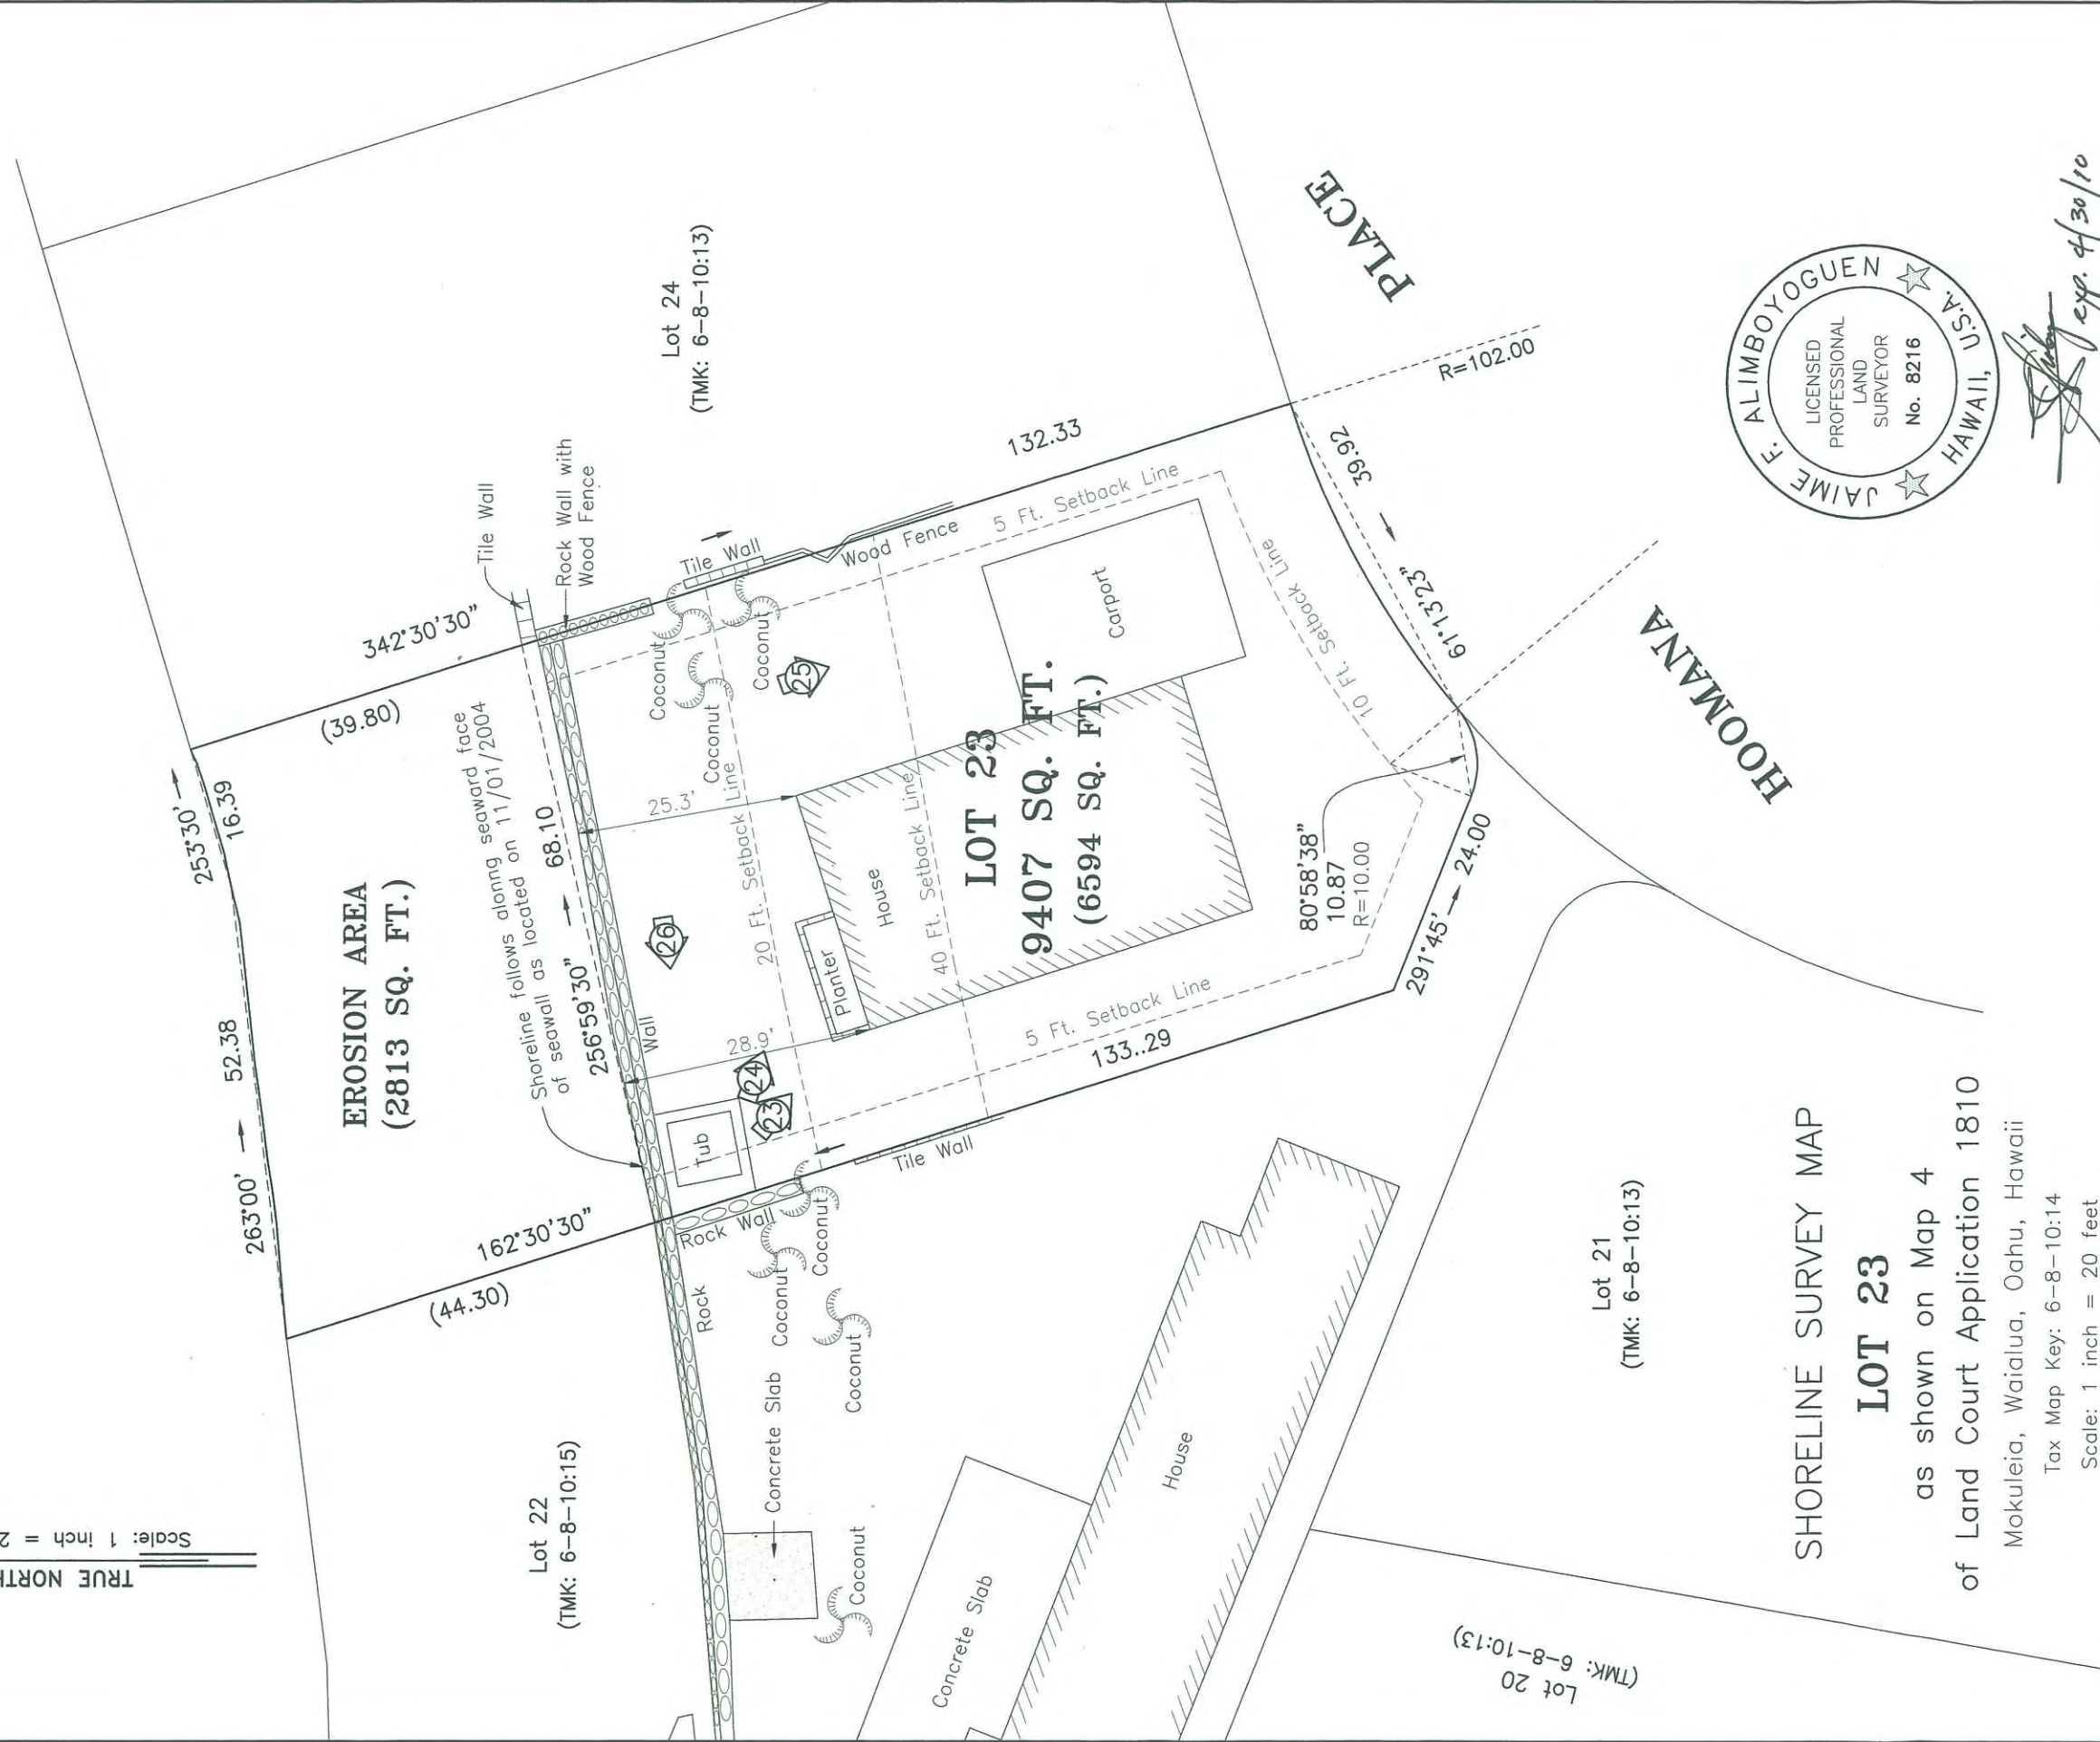 TRUE NORTH
Scale: 1 inch = 2
263°00'
52.38
253°30'
16.39
EROSION AREA
(2813 SQ. FT.)
(44.30)
162°30'30"
(39.80)
342°30'30"
Shoreline follows alonng seaward face
of seawall as located on 11/01/2004
256°59'30"
68.10
Tile Wall
Rock Wall with
Wood Fence
Lot 22
(TMK: 6-8-10:15)
Lot 24
(TMK: 6-8-10:13)
Rock
Wall
Rock Wall
Tub
23
24
26
25
28.9'
25.3'
Coconut
Coconut
Coconut
Tile Wall
Wood Fence
20 Ft. Setback Line
40 Ft. Setback Line
Planter
House
LOT 23
9407 SQ. FT.
(6594 SQ. FT.)
Carport
5 Ft. Setback Line
132.33
5 Ft. Setback Line
133..29
10 Ft. Setback Line
Tile Wall
Coconut
Coconut
Coconut
Coconut
Concrete Slab
Concrete Slab
House
80°58'38"
10.87
R=10.00
291°45'
24.00
61°13'23"
39.92
R=102.00
HOOMANA
PLACE
Lot 21
(TMK: 6-8-10:13)
Lot 20
(TMK: 6-8-10:13)
SHORELINE SURVEY MAP
LOT 23
as shown on Map 4
of Land Court Application 1810
Mokuleia, Waialua, Oahu, Hawaii
Tax Map Key: 6-8-10:14
Scale: 1 inch = 20 feet
JAIME F. ALIMBOYOGUEN
LICENSED
PROFESSIONAL
LAND
SURVEYOR
No. 8216
HAWAII, U.S.A.
exp. 4/30/10